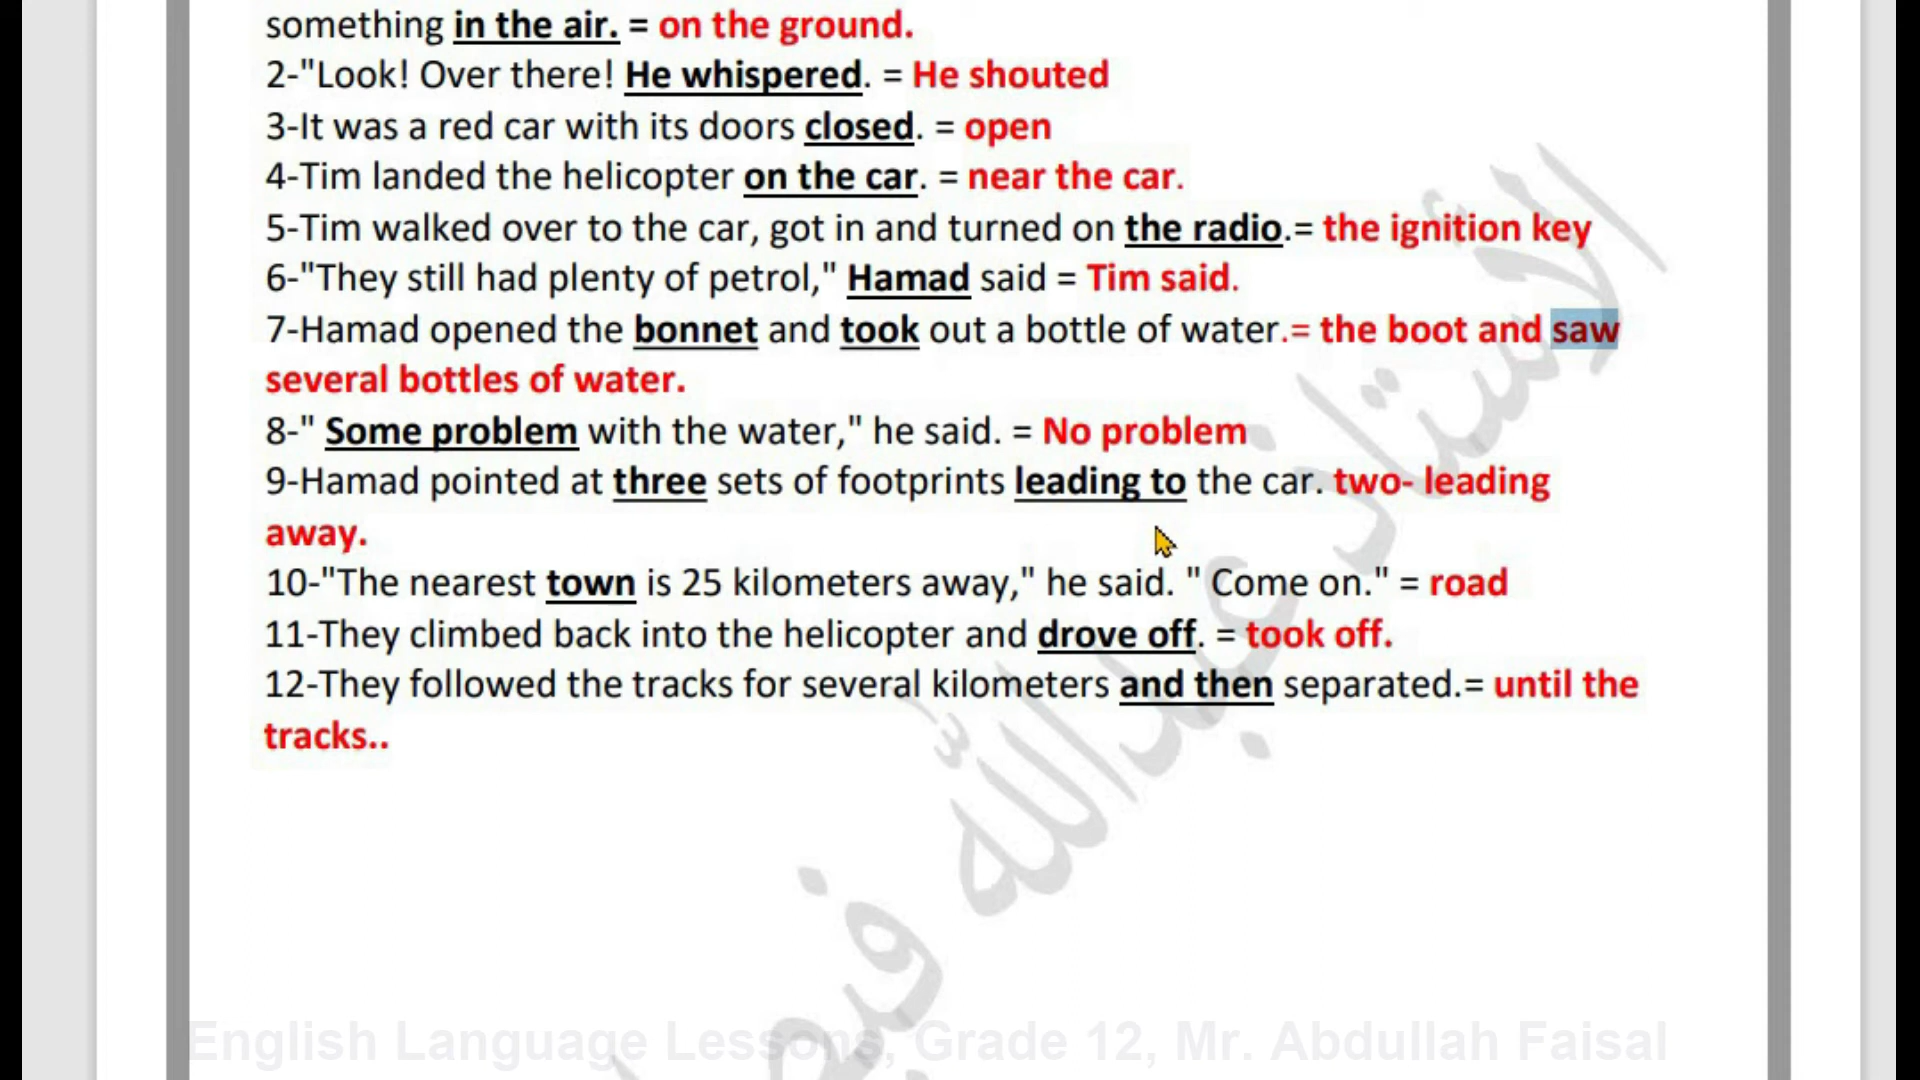 something in the air. = on the ground.
2-"Look! Over there! He whispered. = He shouted
3-It was a red car with its doors closed. = open
4-Tim landed the helicopter on the car. = near the car.
5-Tim walked over to the car, got in and turned on the radio.= the ignition key
6-"They still had plenty of petrol," Hamad said = Tim said.
7-Hamad opened the bonnet and took out a bottle of water.= the boot and saw
several bottles of water.
8-" Some problem with the water," he said. = No problem
9-Hamad pointed at three sets of footprints leading to the car. two- leading
away.
10-"The nearest town is 25 kilometers away," he said. " Come on." = road
11-They climbed back into the helicopter and drove off. = took off.
12-They followed the tracks for several kilometers and then separated.= until the
tracks..
الأستاذ عبدالله
English Language Lessons, Grade 12, Mr. Abdullah Faisal